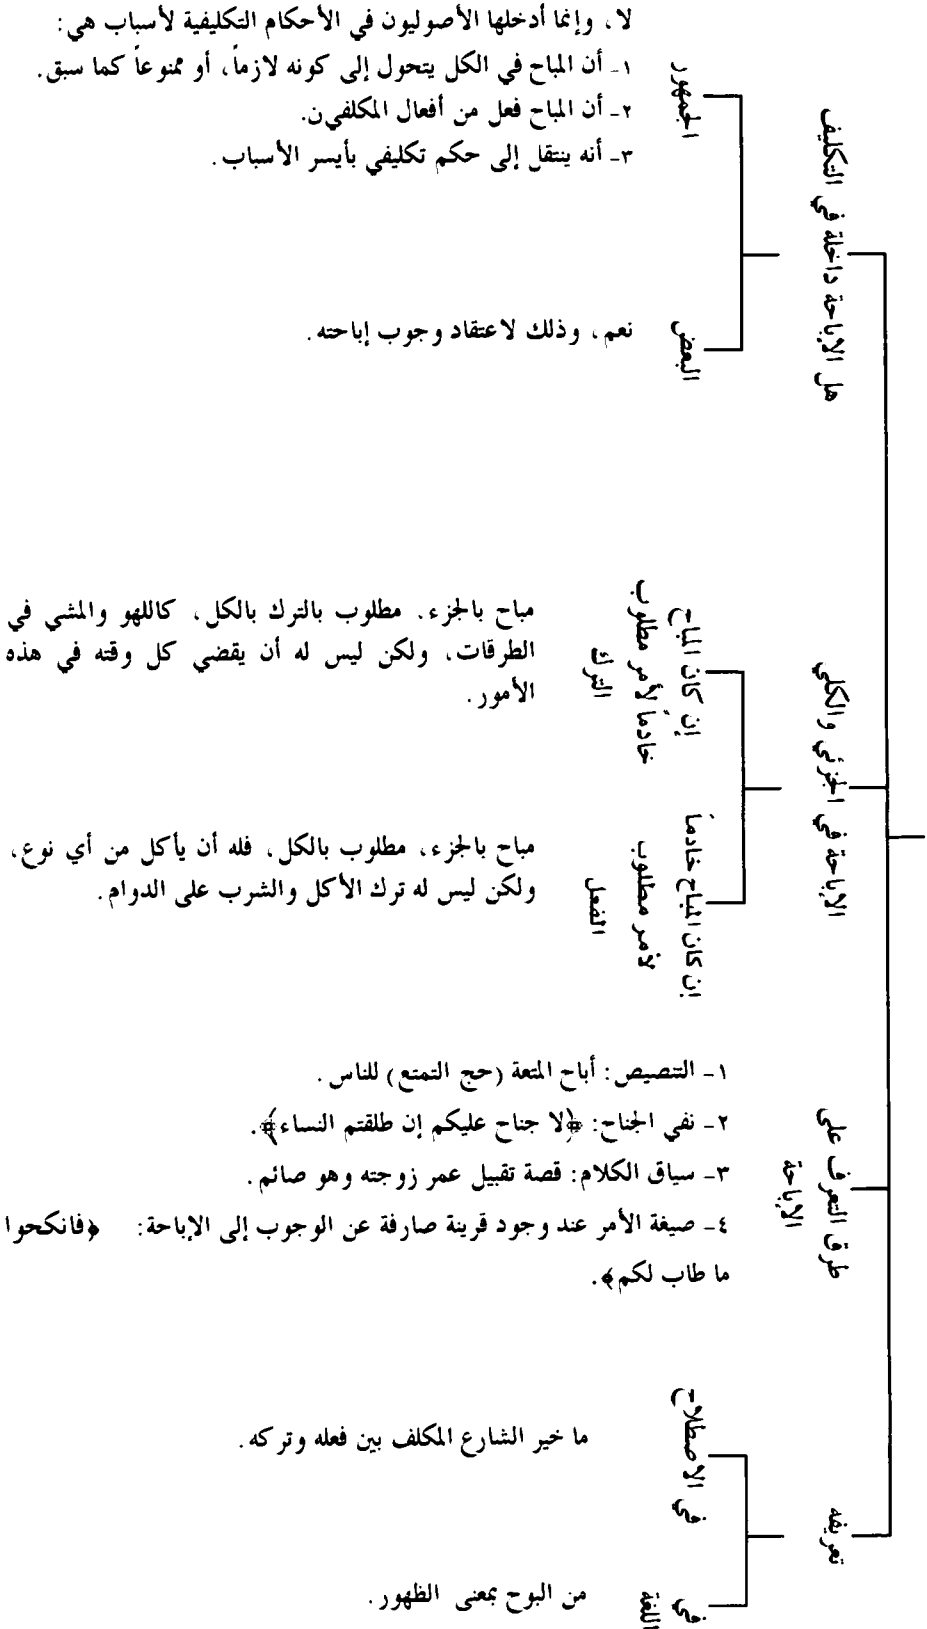 لا، وإنما أدخلها الأصوليون في الأحكام التكليفية لأسباب هي:
١- أن المباح في الكل يتحول إلى كونه لازماً، أو ممنوعاً كما سبق.
٢- أن المباح فعل من أفعال المكلفين.
٣- أنه ينتقل إلى حكم تكليفي بأيسر الأسباب.
الجمهور
هل الإباحة داخلة في التكليف
نعم، وذلك لاعتقاد وجوب إباحته.
البعض
مباح بالجزء. مطلوب بالترك بالكل، كاللهو والمشي في
الطرقات، ولكن ليس له أن يقضي كل وقته في هذه
الأمور.
إن كان المباح
خادماً لأمر مطلوب
الترك
الإباحة في الجزئي والكلي
مباح بالجزء، مطلوب بالكل، فله أن يأكل من أي نوع،
ولكن ليس له ترك الأكل والشرب على الدوام.
إن كان المباح خادماً
لأمر مطلوب
الفعل
١- التنصيص: أباح المتعة (حج التمتع) للناس.
٢- نفي الجناح: ﴿لا جناح عليكم إن طلقتم النساء﴾.
٣- سياق الكلام: قصة تقبيل عمر زوجته وهو صائم.
٤- صيغة الأمر عند وجود قرينة صارفة عن الوجوب إلى الإباحة: ﴿فانكحوا
ما طاب لكم﴾.
طرق التعرف على
الإباحة
ما خير الشارع المكلف بين فعله وتركه.
في الاصطلاح
تعريفه
من البوح بمعنى الظهور.
في
اللغة